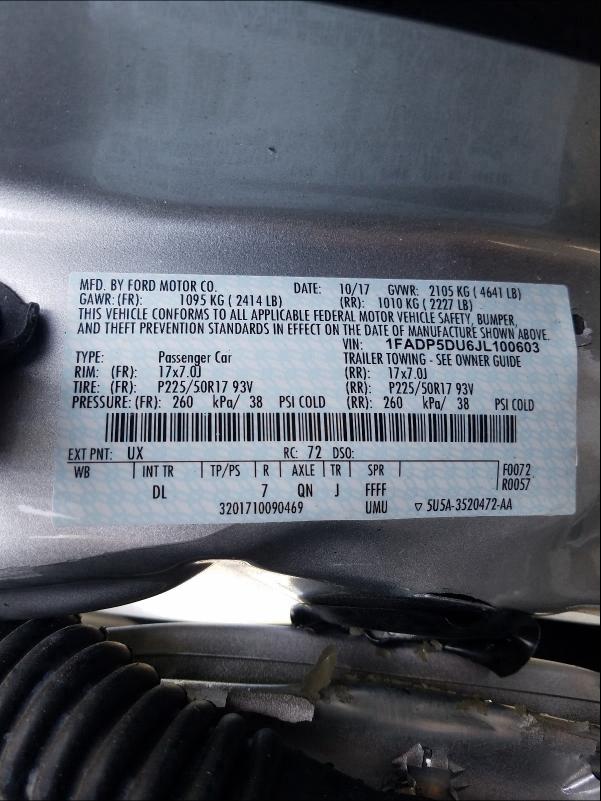 MFD. BY FORD MOTOR CO. DATE: 10/17 GVWR: 2105 KG ( 4641 LB)
GAWR: (FR): 1095 KG ( 2414 LB) (RR): 1010 KG ( 2227 LB)
THIS VEHICLE CONFORMS TO ALL APPLICABLE FEDERAL MOTOR VEHICLE SAFETY, BUMPER,
AND THEFT PREVENTION STANDARDS IN EFFECT ON THE DATE OF MANUFACTURE SHOWN ABOVE.
VIN: 1FADP5DU6JL100603
TYPE: Passenger Car TRAILER TOWING - SEE OWNER GUIDE
RIM: (FR): 17x7.0J (RR): 17x7.0J
TIRE: (FR): P225/50R17 93V (RR): P225/50R17 93V
PRESSURE: (FR): 260 kPa/ 38 PSI COLD (RR): 260 kPa/ 38 PSI COLD
EXT PNT: UX RC: 72 DSO:
WB INT TR TP/PS R AXLE TR SPR F0072
R0057
DL 7 QN J FFFF
3201710090469 UMU ▽ 5U5A-3520472-AA